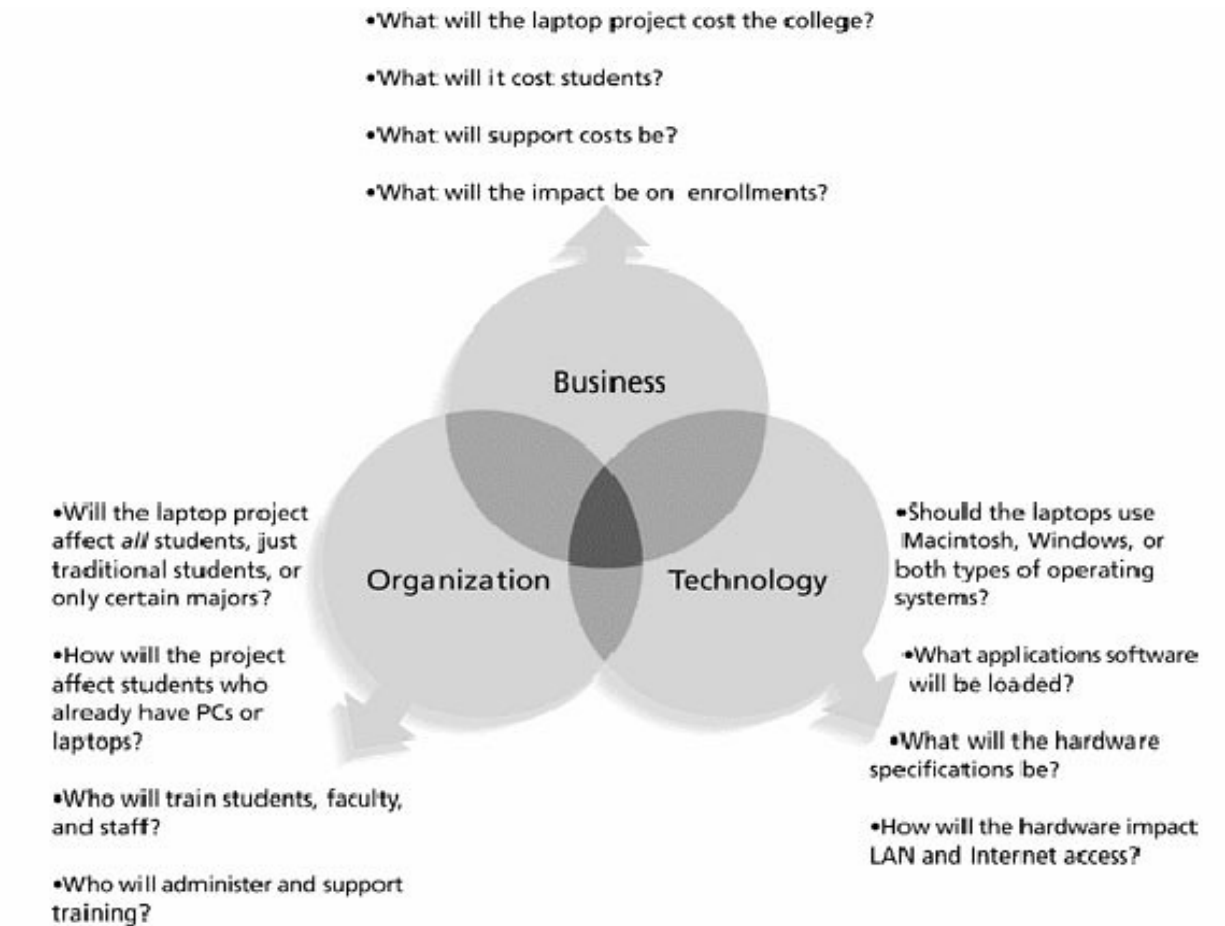 •What will the laptop project cost the college?
•What will it cost students?
•What will support costs be?
•What will the impact be on enrollments?
Business
Organization
Technology
•Will the laptop project
affect all students, just
traditional students, or
only certain majors?
•How will the project
affect students who
already have PCs or
laptops?
•Who will train students, faculty,
and staff?
•Who will administer and support
training?
•Should the laptops use
Macintosh, Windows, or
both types of operating
systems?
•What applications software
will be loaded?
•What will the hardware
specifications be?
•How will the hardware impact
LAN and Internet access?